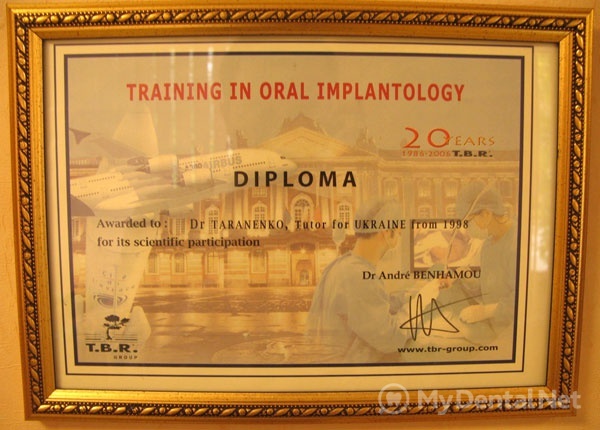 TRAINING IN ORAL IMPLANTOLOGY
20 YEARS
1986-2006 T.B.R.
AIRBUS
DIPLOMA
Awarded to : Dr TARANENKO, Tutor for UKRAINE from 1998
for its scientific participation
Dr André BENHAMOU
T.B.R.
GROUP
www.tbr-group.com
MyDental.Net